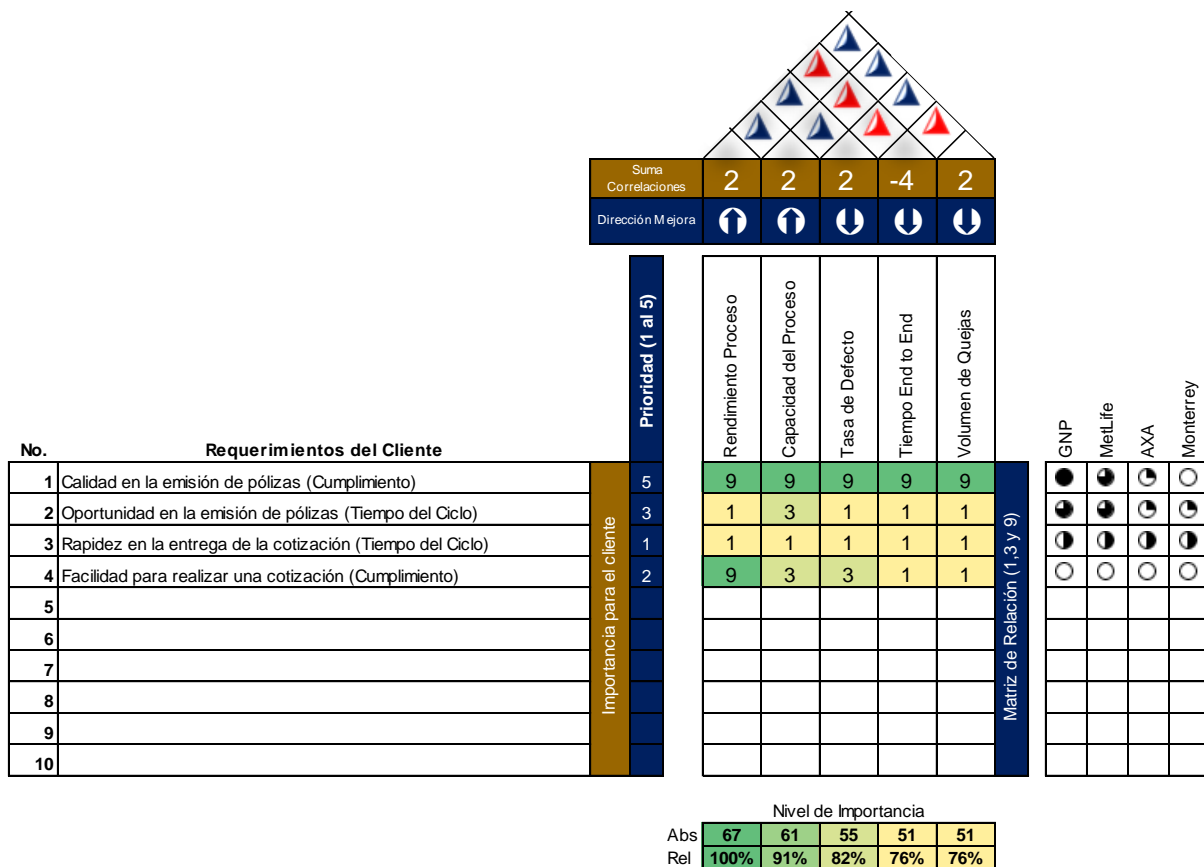 Suma Correlaciones 2 2 2 -4 2
Dirección Mejora
Prioridad (1 al 5)
Rendimiento Proceso
Capacidad del Proceso
Tasa de Defecto
Tiempo End to End
Volumen de Quejas
GNP
MetLife
AXA
Monterrey
No. Requerimientos del Cliente
Importancia para el cliente
Matriz de Relación (1,3 y 9)
1 Calidad en la emisión de pólizas (Cumplimiento) 5 9 9 9 9 9
2 Oportunidad en la emisión de pólizas (Tiempo del Ciclo) 3 1 3 1 1 1
3 Rapidez en la entrega de la cotización (Tiempo del Ciclo) 1 1 1 1 1 1
4 Facilidad para realizar una cotización (Cumplimiento) 2 9 3 3 1 1
5
6
7
8
9
10
Nivel de Importancia
Abs 67 61 55 51 51
Rel 100% 91% 82% 76% 76%